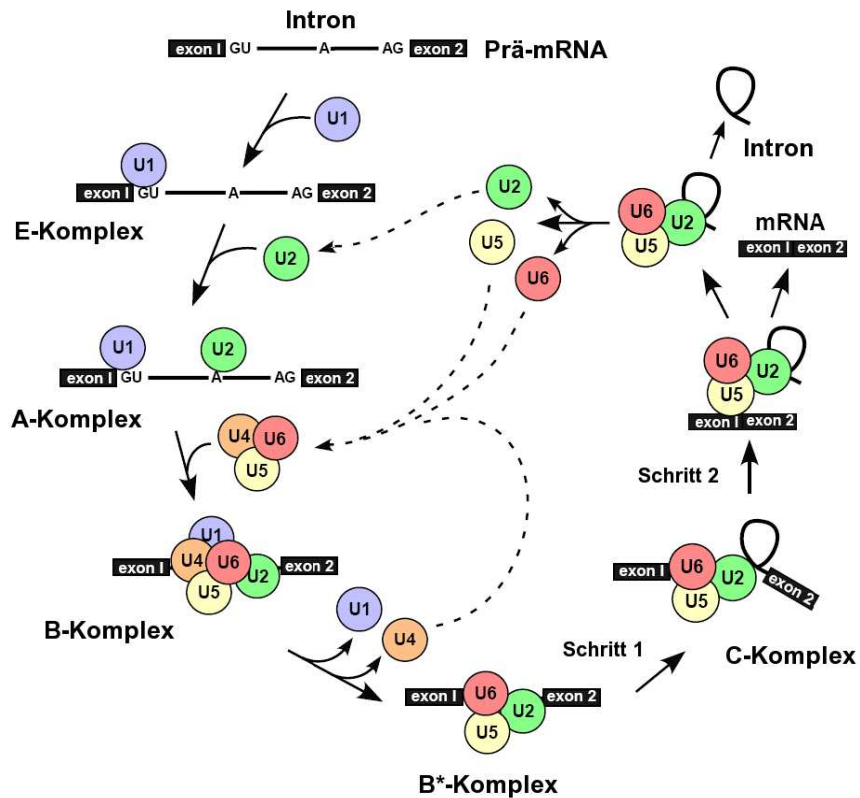 Intron
exon I GU A AG exon 2 Prä-mRNA
U1
U1
exon I GU A AG exon 2
E-Komplex
U2
U1 U2
exon I GU A AG exon 2
A-Komplex
U4 U6
U5
U1
exon I U4 U6 U2 exon 2
U5
B-Komplex
U1
U4
exon I U6 U2 exon 2
U5
B*-Komplex
Schritt 1
exon I U6 U2 exon 2
U5
C-Komplex
Schritt 2
U6 U2
U5
exon I exon 2
mRNA
exon I exon 2
U6 U2
U5
Intron
U2
U5
U6